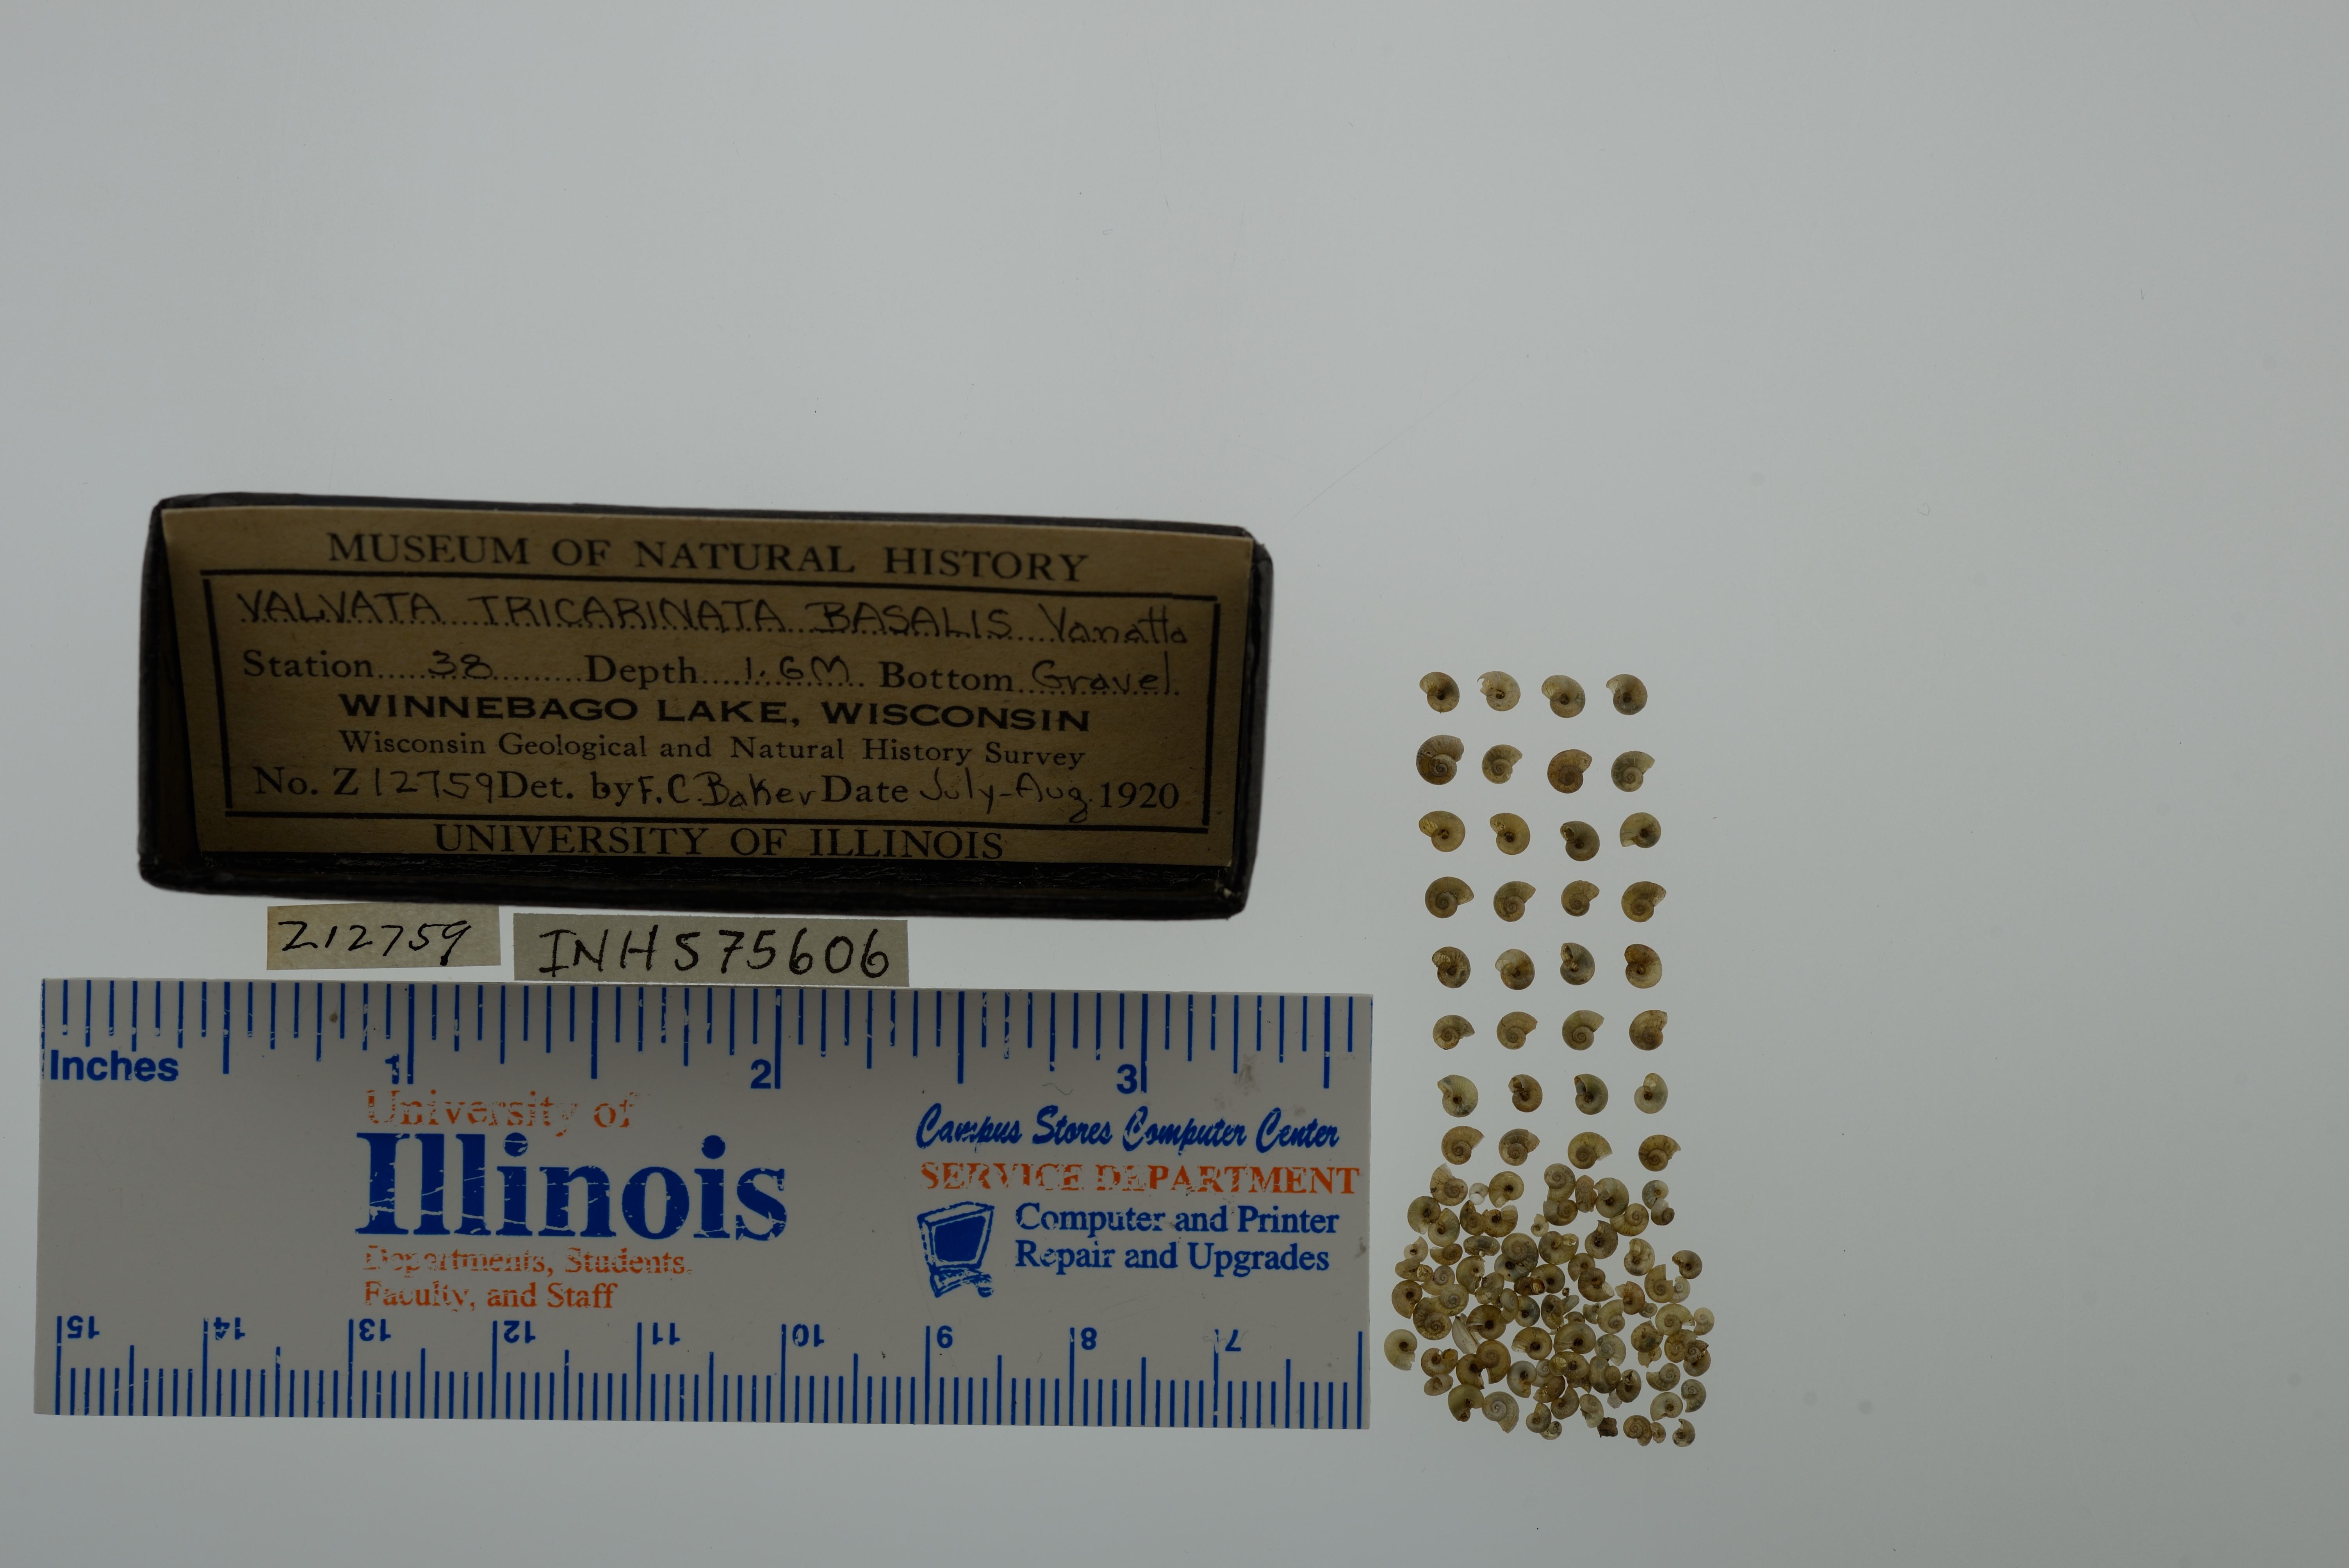 MUSEUM OF NATURAL HISTORY
VALVATA TRICARINATA BASALIS Vanatta
Station 38 Depth 1.6M Bottom Gravel
WINNEBAGO LAKE, WISCONSIN
Wisconsin Geological and Natural History Survey
No. Z 12759 Det. by F.C. Baker Date July-Aug. 1920
UNIVERSITY OF ILLINOIS
Z12759
INHS75606
Inches 1 2 3
University of
Illinois
Departments, Students,
Faculty, and Staff
Campus Stores Computer Center
SERVICE DEPARTMENT
Computer and Printer
Repair and Upgrades
15 14 13 12 11 10 9 8 7